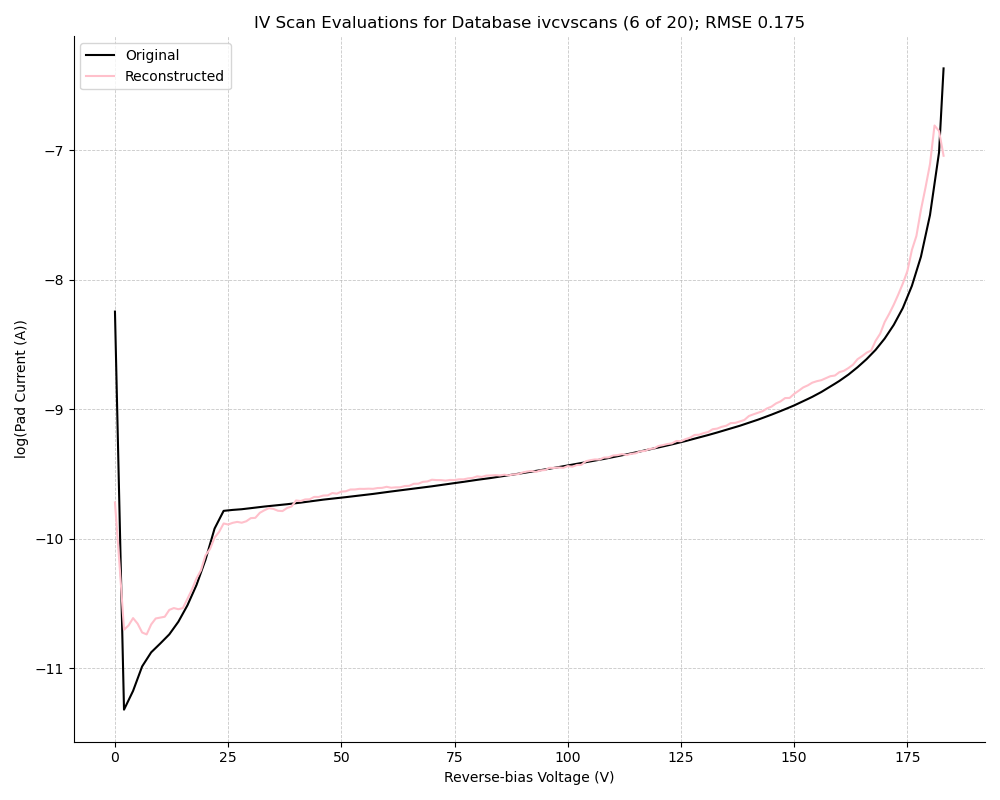 IV Scan Evaluations for Database ivcvscans (6 of 20); RMSE 0.175
Original
Reconstructed
log(Pad Current (A))
−7
−8
−9
−10
−11
0
25
50
75
100
125
150
175
Reverse-bias Voltage (V)